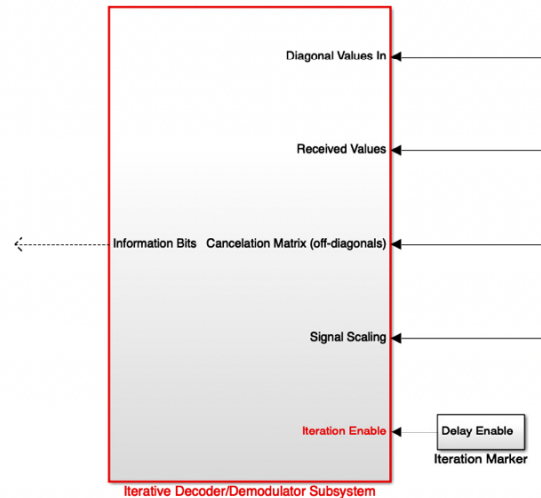 Diagonal Values In
Received Values
Information Bits Cancelation Matrix (off-diagonals)
Signal Scaling
Iteration Enable
Delay Enable
Iteration Marker
Iterative Decoder/Demodulator Subsystem